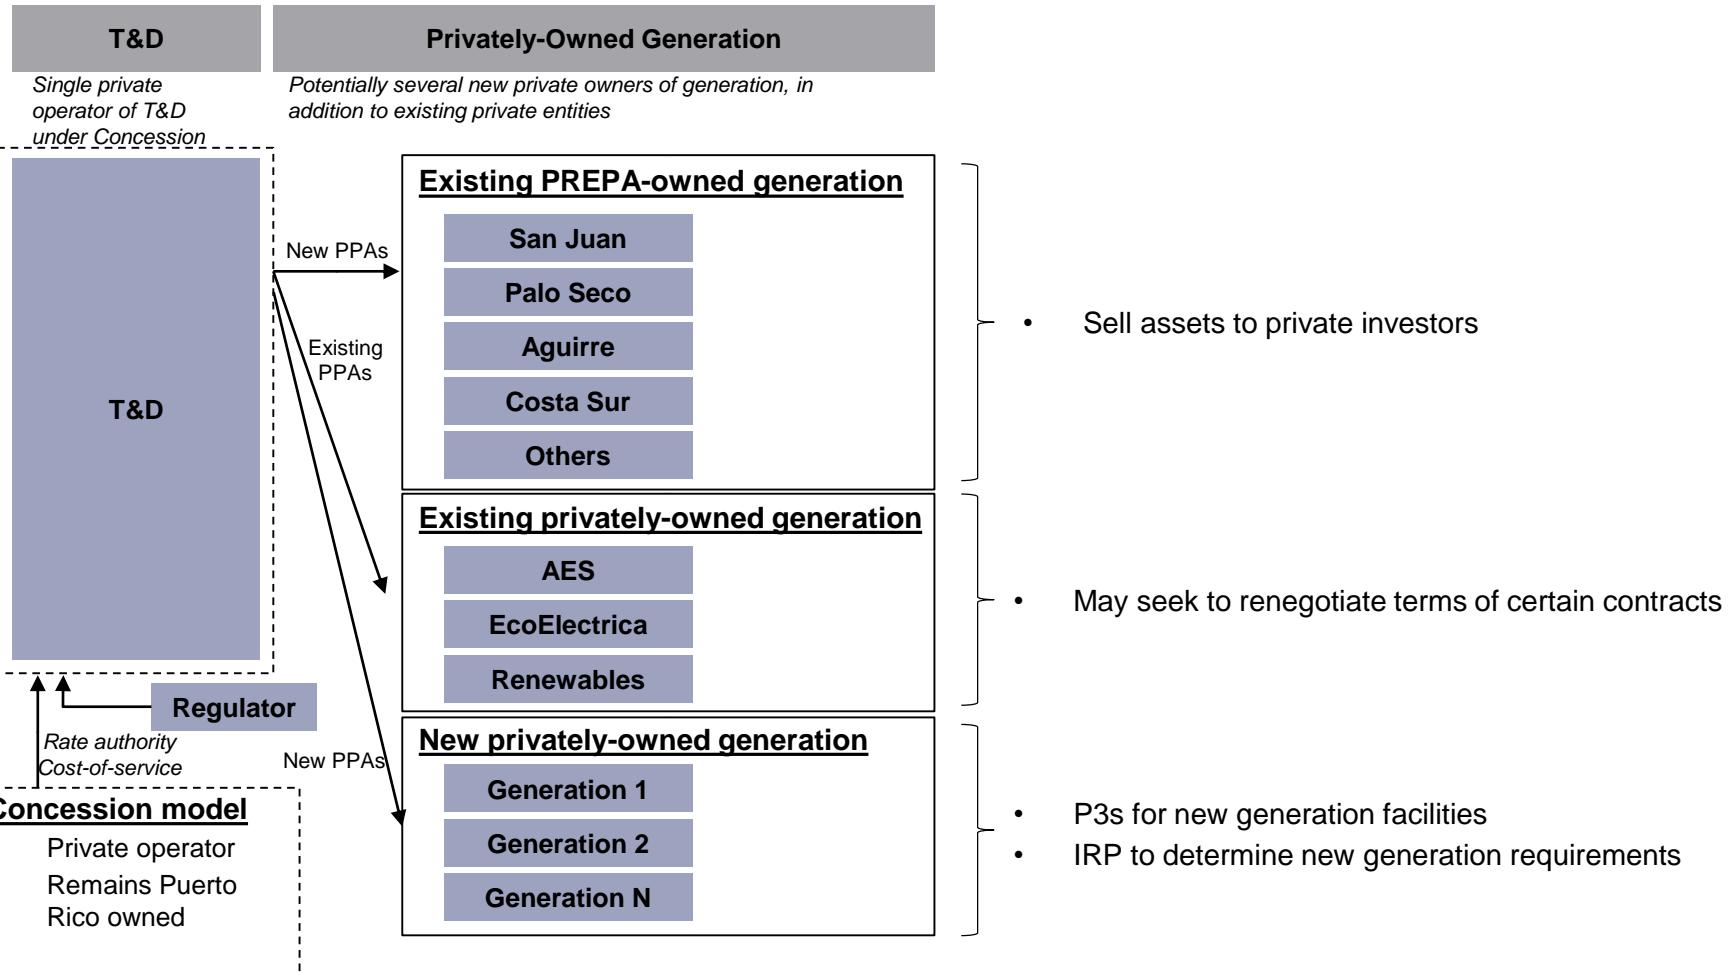 T&D
Privately-Owned Generation
Single private
operator of T&D
under Concession
Potentially several new private owners of generation, in
addition to existing private entities
T&D
New PPAs
Existing
PPAs
New PPAs
Existing PREPA-owned generation
San Juan
Palo Seco
Aguirre
Costa Sur
Others
• Sell assets to private investors
Existing privately-owned generation
AES
EcoElectrica
Renewables
• May seek to renegotiate terms of certain contracts
Regulator
Rate authority
Cost-of-service
Concession model
Private operator
Remains Puerto
Rico owned
New privately-owned generation
Generation 1
Generation 2
Generation N
• P3s for new generation facilities
• IRP to determine new generation requirements